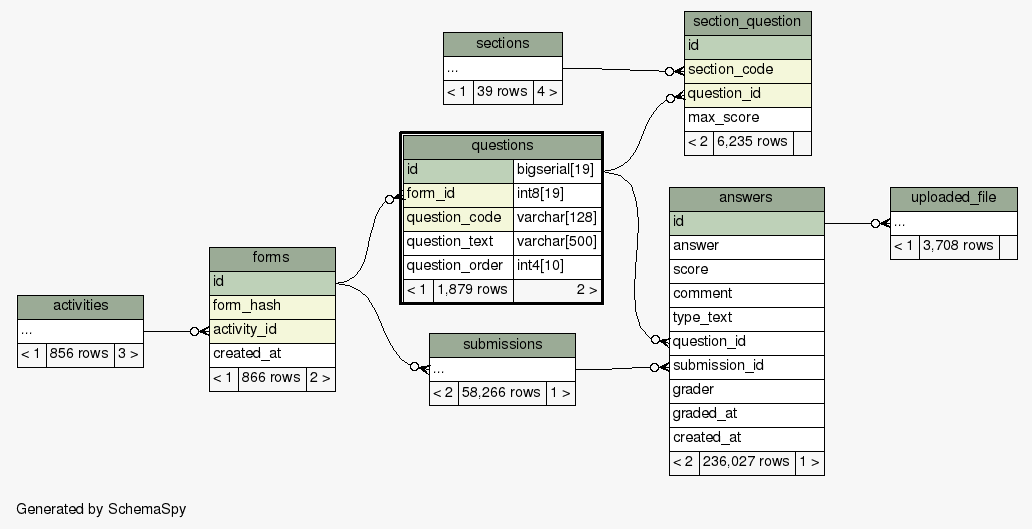 sections
...
< 1 39 rows 4 >
section_question
id
section_code
question_id
max_score
< 2 6,235 rows
questions
id bigserial[19]
form_id int8[19]
question_code varchar[128]
question_text varchar[500]
question_order int4[10]
< 1 1,879 rows 2 >
answers
id
answer
score
comment
type_text
question_id
submission_id
grader
graded_at
created_at
< 2 236,027 rows 1 >
uploaded_file
...
< 1 3,708 rows
forms
id
form_hash
activity_id
created_at
< 1 866 rows 2 >
activities
...
< 1 856 rows 3 >
submissions
...
< 2 58,266 rows 1 >
Generated by SchemaSpy